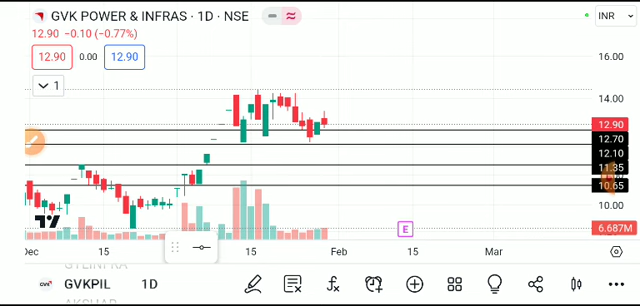 GVK POWER & INFRAS · 1D · NSE
INR
12.90 −0.10 (−0.77%)
12.90 0.00 12.90
1
16.00
14.00
12.90
12.70
12.10
11.35
10.65
10.00
6.687M
E
Dec 15 15 Feb 15 Mar
GTLINFRA
GVKPIL 1D